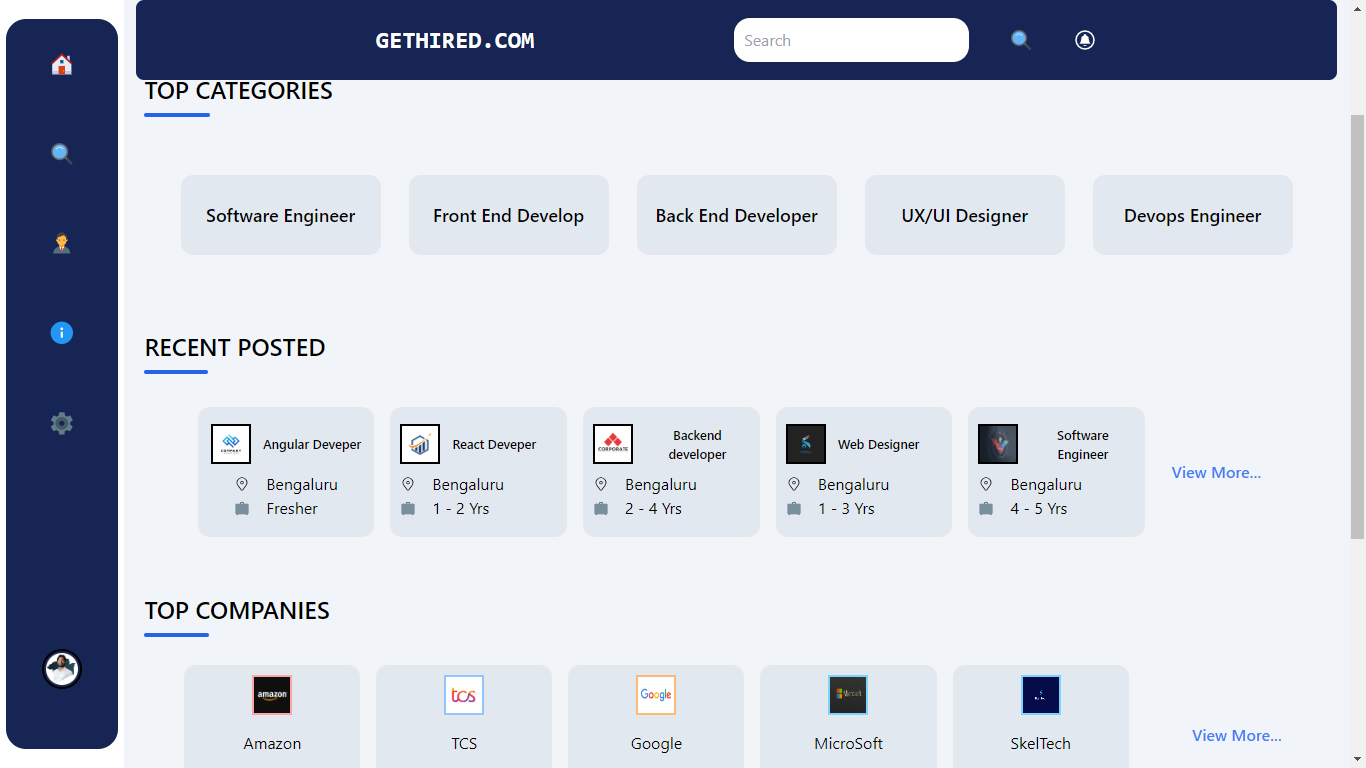 GETHIRED.COM
Search
TOP CATEGORIES
Software Engineer
Front End Develop
Back End Developer
UX/UI Designer
Devops Engineer
RECENT POSTED
COMPANY
Angular Deveper
Bengaluru
Fresher
React Deveper
Bengaluru
1 - 2 Yrs
CORPORATE
Backend
developer
Bengaluru
2 - 4 Yrs
Web Designer
Bengaluru
1 - 3 Yrs
Software
Engineer
Bengaluru
4 - 5 Yrs
View More...
TOP COMPANIES
amazon
Amazon
tcs
TCS
Google
Google
Microsoft
MicroSoft
SkelTech
View More...